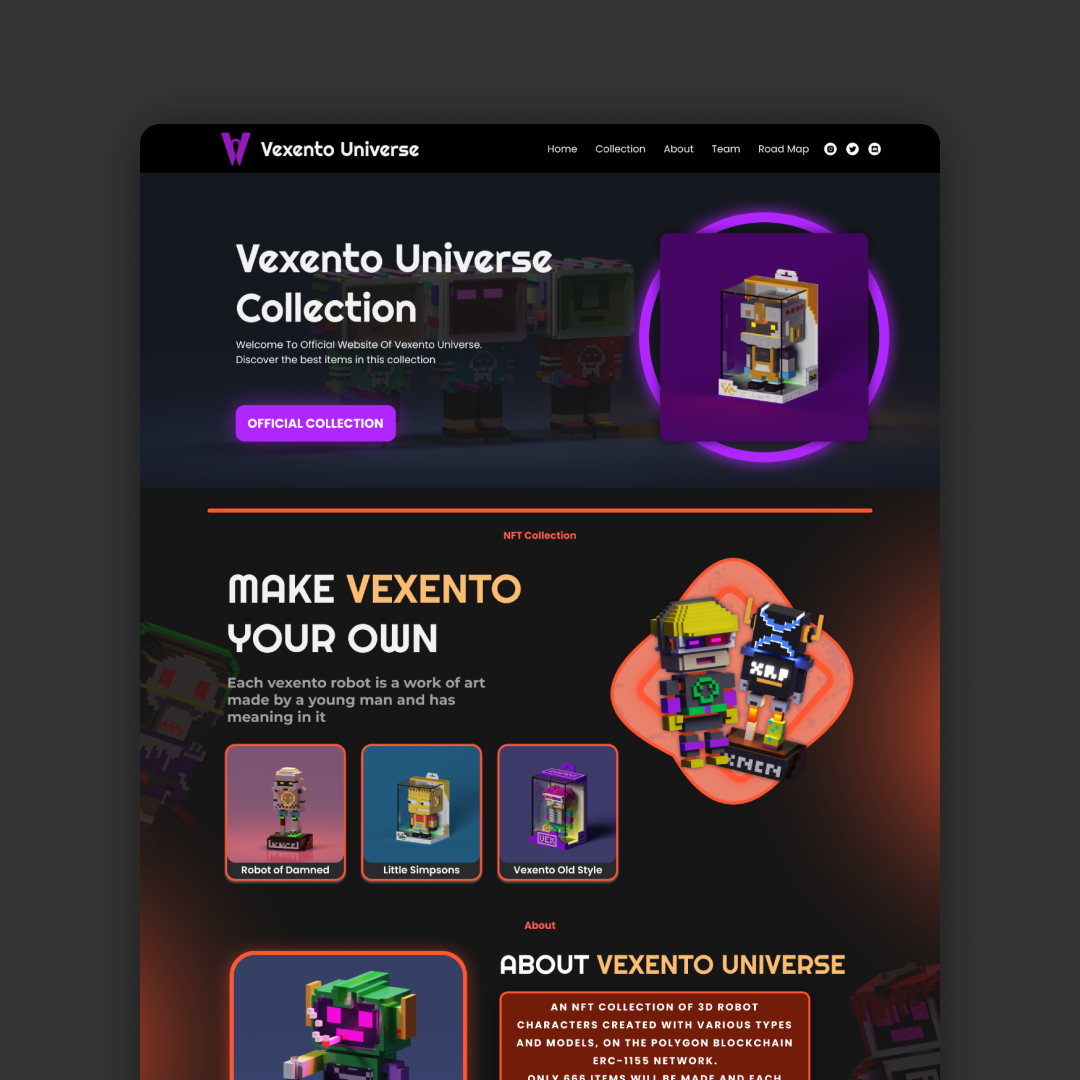 Vexento Universe
Home Collection About Team Road Map
Vexento Universe
Collection
Welcome To Official Website Of Vexento Universe.
Discover the best items in this collection
OFFICIAL COLLECTION
NFT Collection
MAKE VEXENTO
YOUR OWN
Each vexento robot is a work of art
made by a young man and has
meaning in it
XRP
VEX
Robot of Damned
Little Simpsons
Vexento Old Style
About
ABOUT VEXENTO UNIVERSE
AN NFT COLLECTION OF 3D ROBOT
CHARACTERS CREATED WITH VARIOUS TYPES
AND MODELS, ON THE POLYGON BLOCKCHAIN
ERC-1155 NETWORK.
ONLY 666 ITEMS WILL BE MADE AND EACH